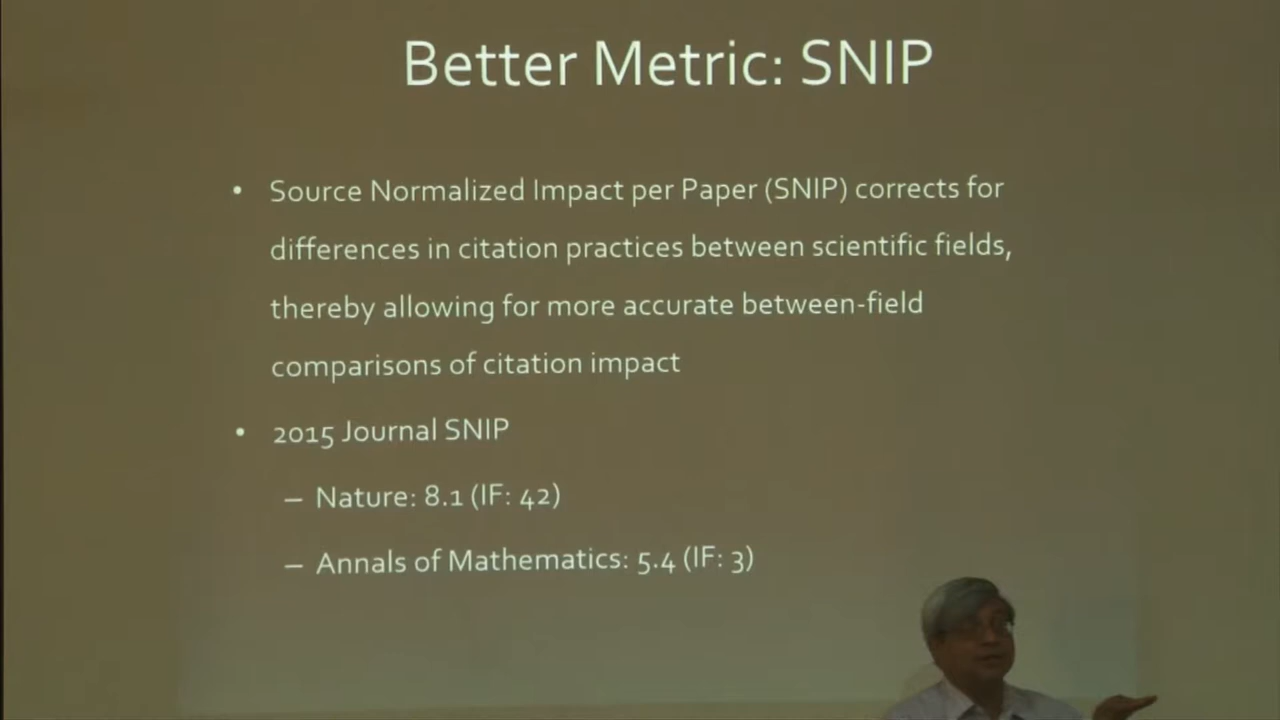 Better Metric: SNIP
• Source Normalized Impact per Paper (SNIP) corrects for
differences in citation practices between scientific fields,
thereby allowing for more accurate between-field
comparisons of citation impact
• 2015 Journal SNIP
– Nature: 8.1 (IF: 42)
– Annals of Mathematics: 5.4 (IF: 3)